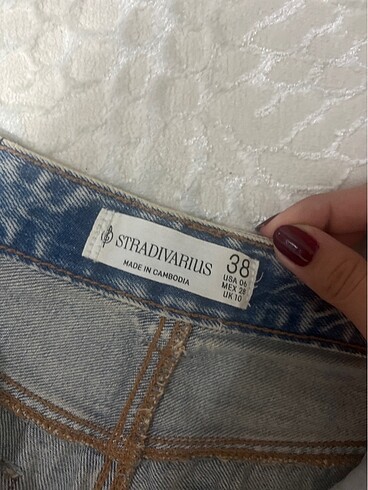 STRADIVARIUS
MADE IN CAMBODIA
38
USA 06
MEX 28
UK 10